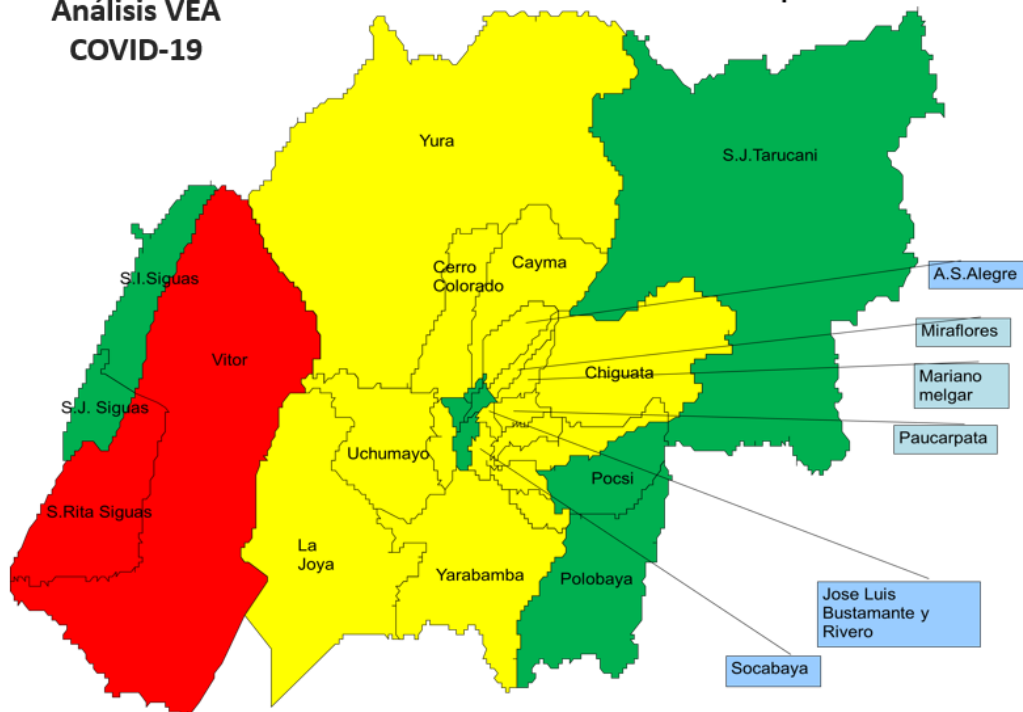 Análisis VEA
COVID-19
Yura
S.J.Tarucani
S.I.Siguas
Cerro
Colorado
Cayma
A.S.Alegre
Miraflores
Vitor
Chiguata
Mariano
melgar
S.J. Siguas
Paucarpata
Uchumayo
Pocsi
S.Rita Siguas
La
Joya
Yarabamba
Polobaya
Jose Luis
Bustamante y
Rivero
Socabaya